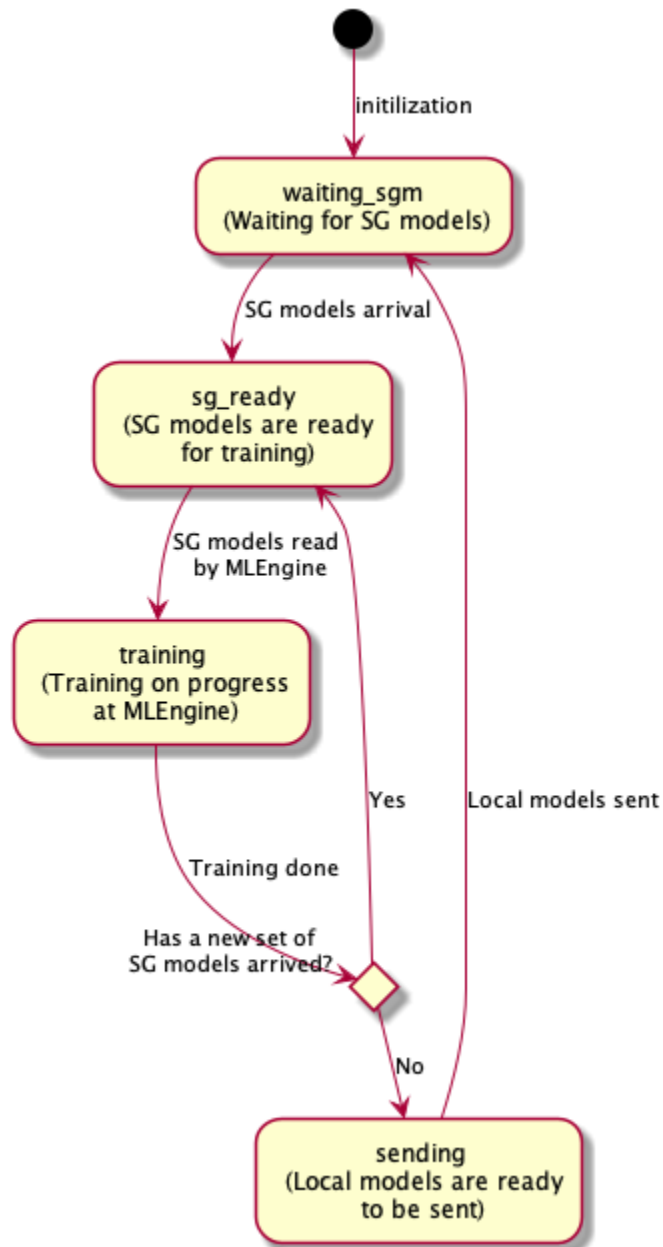 initilization
waiting_sgm
(Waiting for SG models)
SG models arrival
sg_ready
(SG models are ready
for training)
SG models read
by MLEngine
training
(Training on progress
at MLEngine)
Yes
Local models sent
Training done
Has a new set of
SG models arrived?
No
sending
(Local models are ready
to be sent)